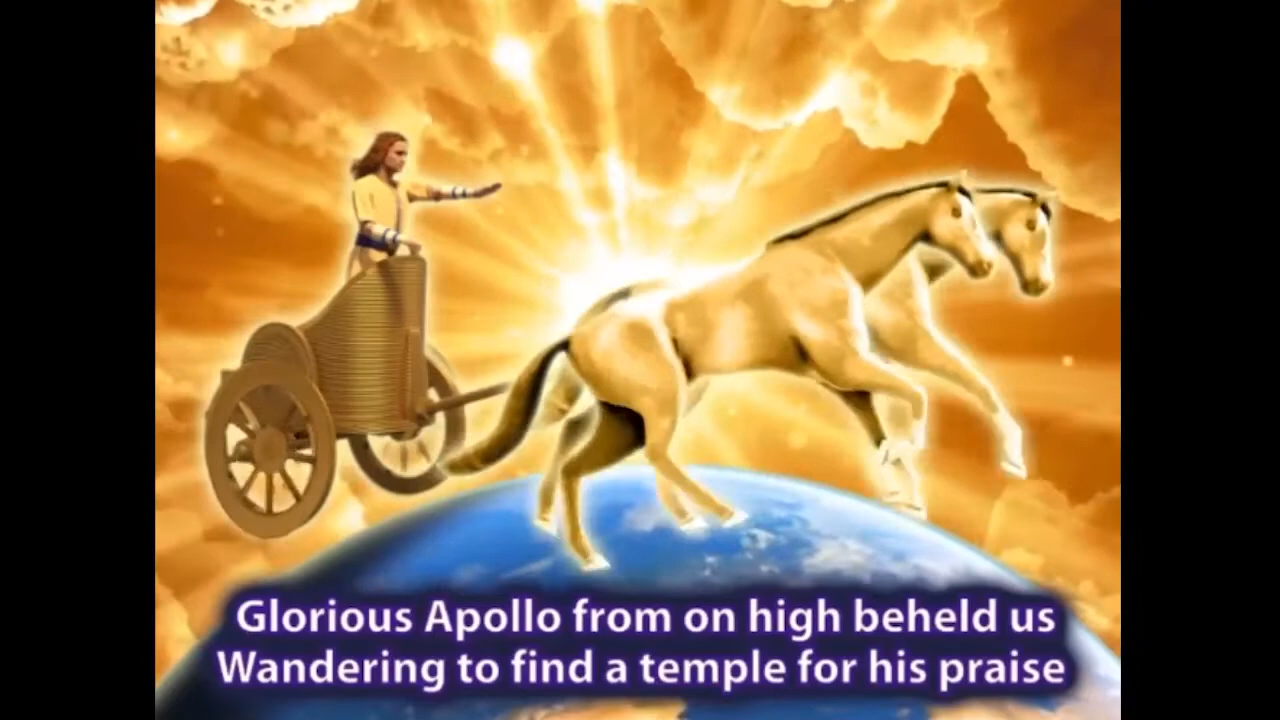 Glorious Apollo from on high beheld us
Wandering to find a temple for his praise